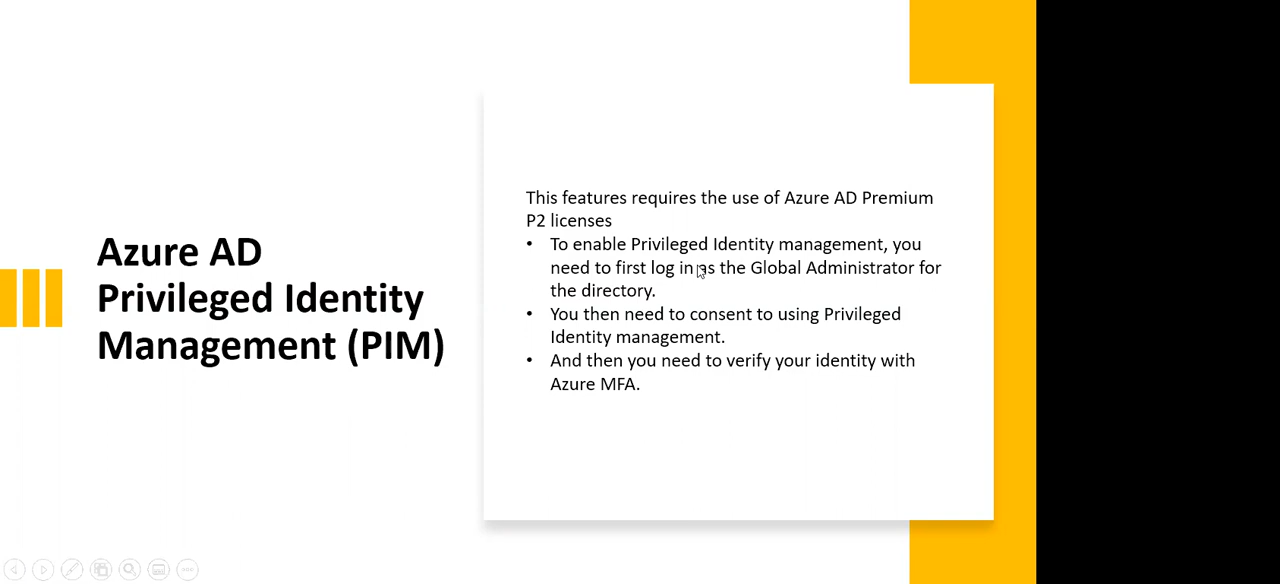 Azure AD
Privileged Identity
Management (PIM)
This features requires the use of Azure AD Premium
P2 licenses
• To enable Privileged Identity management, you
need to first log in as the Global Administrator for
the directory.
• You then need to consent to using Privileged
Identity management.
• And then you need to verify your identity with
Azure MFA.